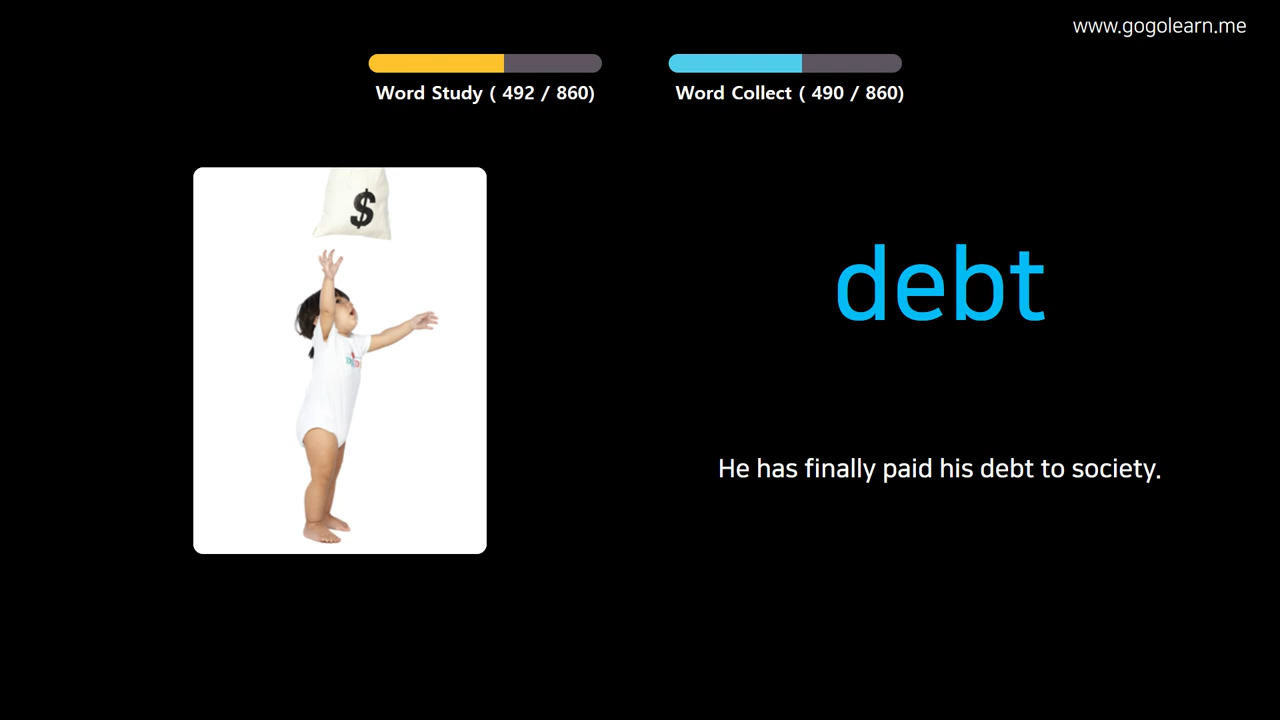 www.gogolearn.me
Word Study ( 492 / 860)
Word Collect ( 490 / 860)
$
debt
He has finally paid his debt to society.